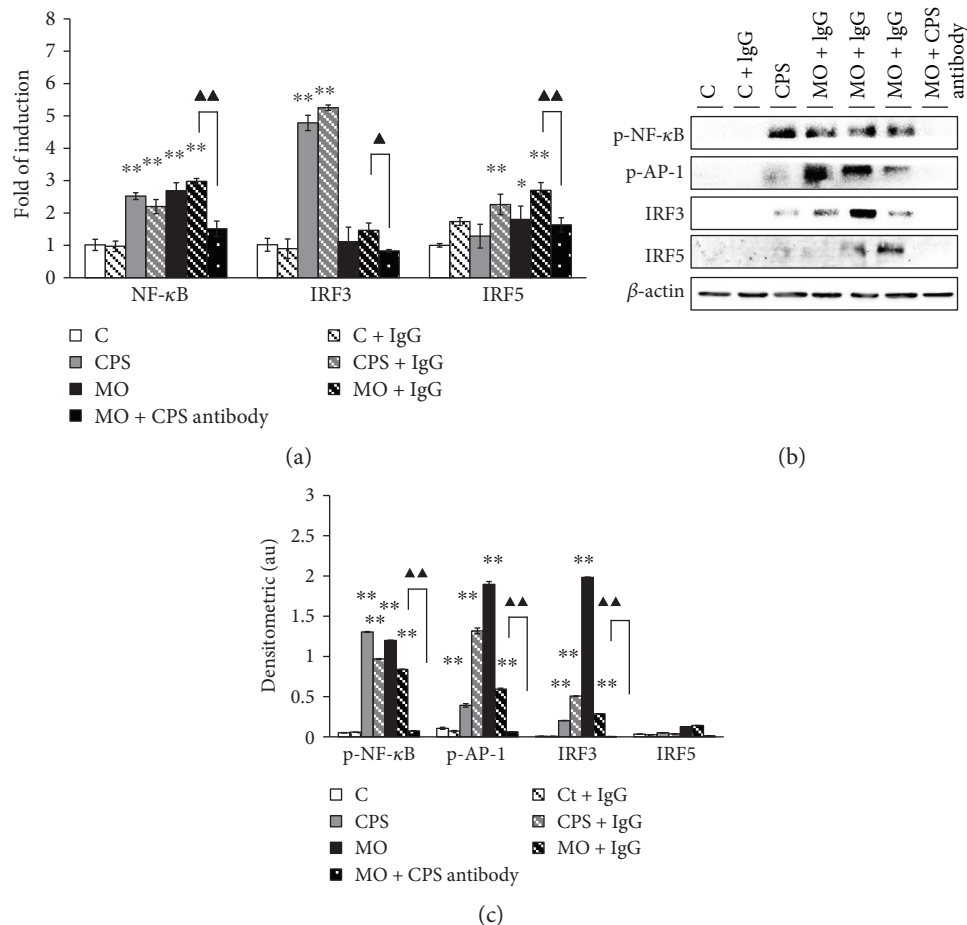 Fold of induction
8
7
6
5
4
3
2
1
0
▲▲
** ** ** **
** **
▲
▲▲
** * **
NF-κB IRF3 IRF5
C C + IgG
CPS CPS + IgG
MO MO + IgG
MO + CPS antibody
(a)
C
C + IgG
CPS
MO + IgG
MO + IgG
MO + IgG
MO + CPS
antibody
p-NF-κB
p-AP-1
IRF3
IRF5
β-actin
(b)
Densitometric (au)
3
2.5
2
1.5
1
0.5
0
** ** ** **
▲▲
** ** ** **
▲▲
** ** ** **
▲▲
p-NF-κB p-AP-1 IRF3 IRF5
C Ct + IgG
CPS CPS + IgG
MO MO + IgG
MO + CPS antibody
(c)